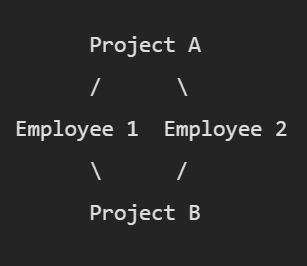 Project A
/ \
Employee 1 Employee 2
\ /
Project B